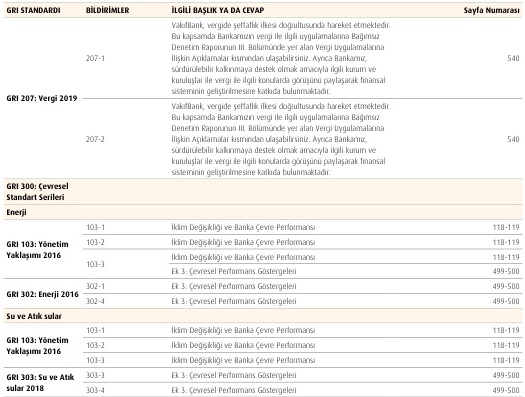 GRI STANDARDI BİLDİRİMLER İLGİLİ BAŞLIK YA DA CEVAP Sayfa Numarası
VakıfBank, vergide şeffaflık ilkesi doğrultusunda hareket etmektedir.
Bu kapsamda Bankamızın vergi ile ilgili uygulamalarına Bağımsız
Denetim Raporunun III. Bölümünde yer alan Vergi Uygulamalarına
207-1 İlişkin Açıklamalar kısmından ulaşabilirsiniz. Ayrıca Bankamız, 540
sürdürülebilir kalkınmaya destek olmak amacıyla ilgili kurum ve
kuruluşlar ile vergi ile ilgili konularda görüşünü paylaşarak finansal
sisteminin geliştirilmesine katkıda bulunmaktadır.
GRI 207: Vergi 2019
VakıfBank, vergide şeffaflık ilkesi doğrultusunda hareket etmektedir.
Bu kapsamda Bankamızın vergi ile ilgili uygulamalarına Bağımsız
Denetim Raporunun III. Bölümünde yer alan Vergi Uygulamalarına
207-2 İlişkin Açıklamalar kısmından ulaşabilirsiniz. Ayrıca Bankamız, 540
sürdürülebilir kalkınmaya destek olmak amacıyla ilgili kurum ve
kuruluşlar ile vergi ile ilgili konularda görüşünü paylaşarak finansal
sisteminin geliştirilmesine katkıda bulunmaktadır.
GRI 300: Çevresel
Standart Serileri
Enerji
GRI 103: Yönetim
Yaklaşımı 2016
103-1 İklim Değişikliği ve Banka Çevre Performansı 118-119
103-2 İklim Değişikliği ve Banka Çevre Performansı 118-119
103-3 İklim Değişikliği ve Banka Çevre Performansı 118-119
Ek 3: Çevresel Performans Göstergeleri 499-500
GRI 302: Enerji 2016
302-1 Ek 3: Çevresel Performans Göstergeleri 499-500
302-4 Ek 3: Çevresel Performans Göstergeleri 499-500
Su ve Atık sular
GRI 103: Yönetim
Yaklaşımı 2016
103-1 İklim Değişikliği ve Banka Çevre Performansı 118-119
103-2 İklim Değişikliği ve Banka Çevre Performansı 118-119
103-3 İklim Değişikliği ve Banka Çevre Performansı 118-119
GRI 303: Su ve Atık
sular 2018
303-3 Ek 3: Çevresel Performans Göstergeleri 499-500
303-4 Ek 3: Çevresel Performans Göstergeleri 499-500